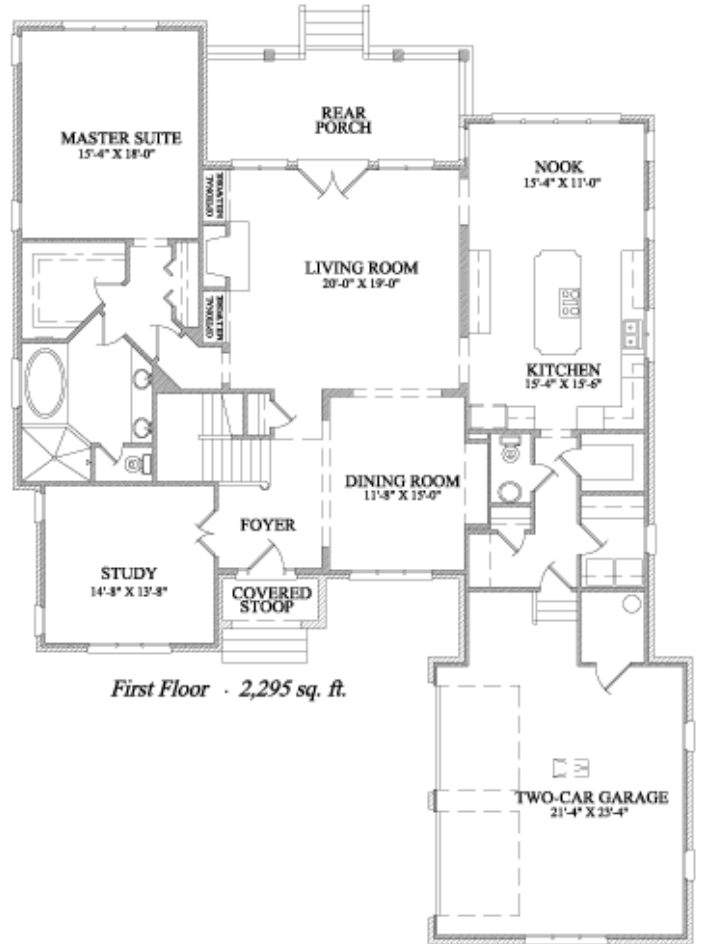 REAR
PORCH
MASTER SUITE
15'-4" X 18'-0"
NOOK
15'-4" X 11'-0"
OPTIONAL
MILLWORK
LIVING ROOM
20'-0" X 19'-0"
OPTIONAL
MILLWORK
KITCHEN
15'-4" X 15'-6"
DINING ROOM
11'-8" X 15'-0"
FOYER
STUDY
14'-8" X 13'-8"
COVERED
STOOP
First Floor · 2,295 sq. ft.
TWO-CAR GARAGE
21'-4" X 23'-4"